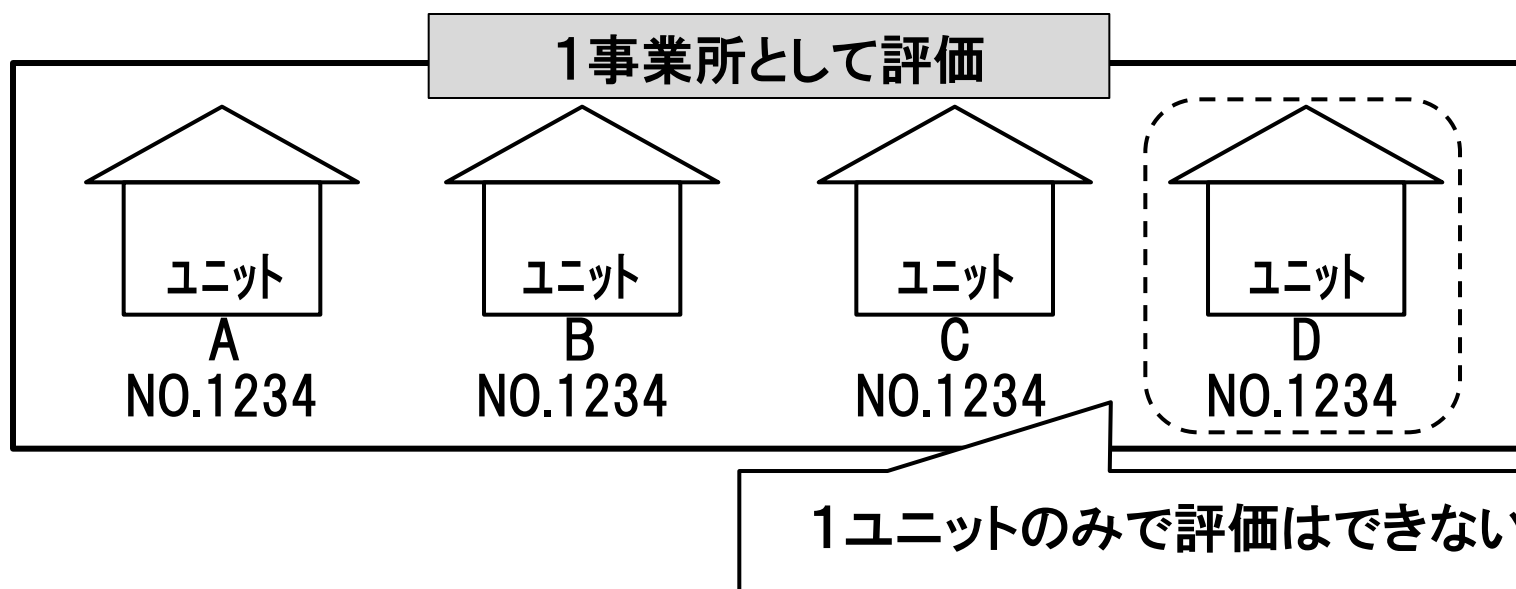 1事業所として評価
ユニット ユニット ユニット ユニット
A B C D
NO.1234 NO.1234 NO.1234 NO.1234
1ユニットのみで評価はできない